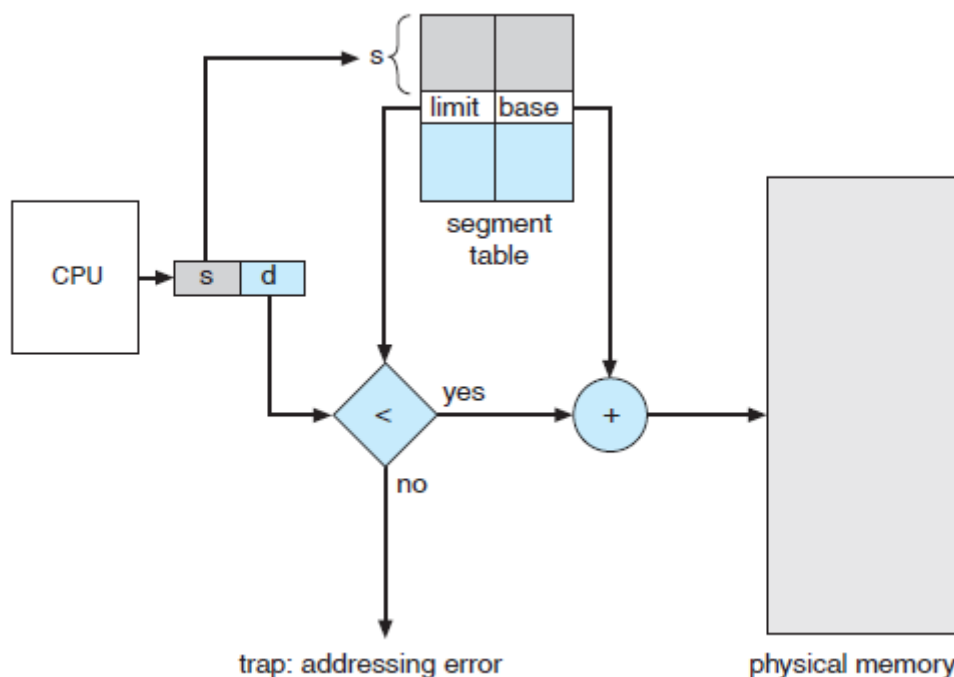 s
limit base
segment
table
CPU
s d
< yes +
no
trap: addressing error
physical memory